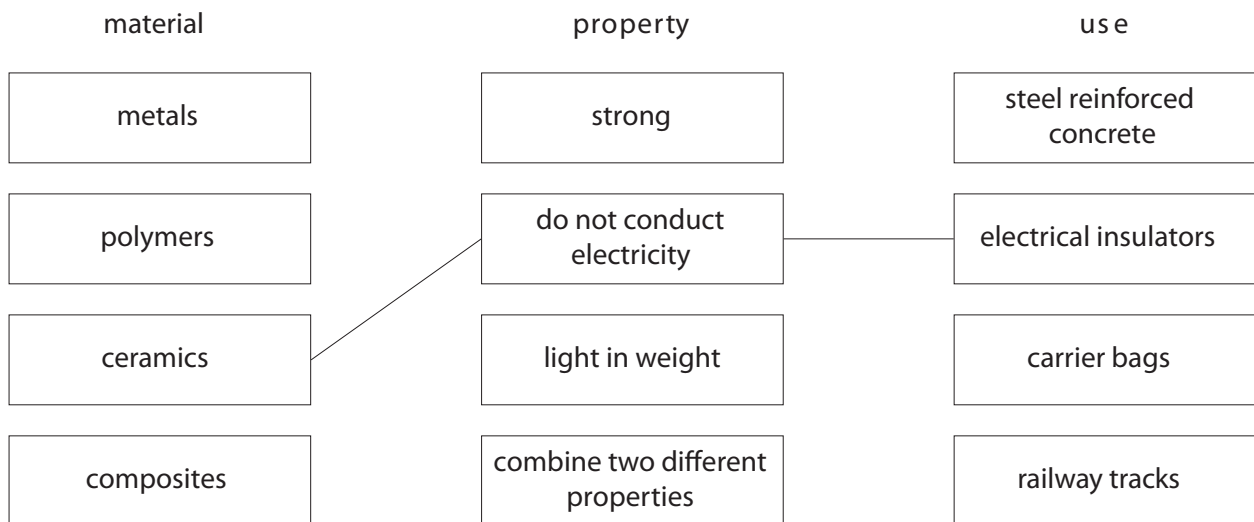 material
property
use
metals
strong
steel reinforced
concrete
polymers
do not conduct
electricity
electrical insulators
ceramics
light in weight
carrier bags
composites
combine two different
properties
railway tracks